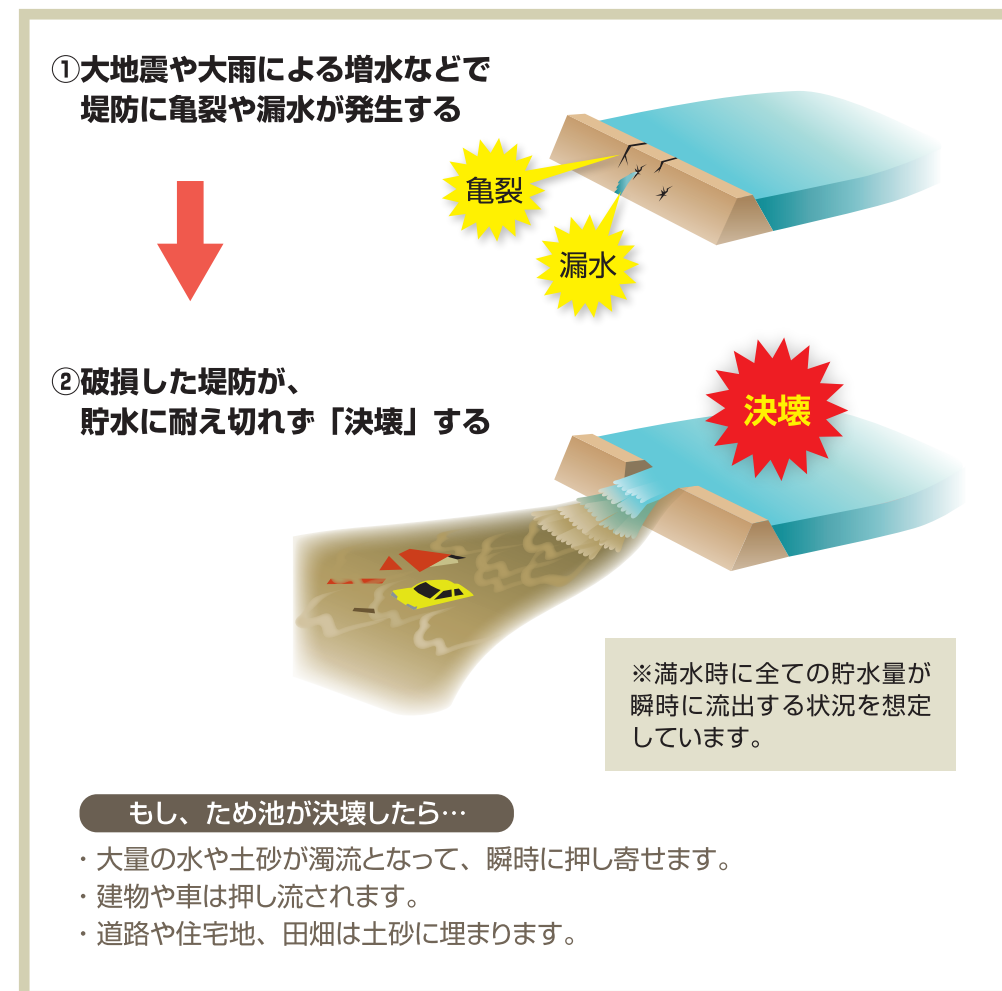 ①大地震や大雨による増水などで
堤防に亀裂や漏水が発生する
亀裂
漏水
②破損した堤防が、
貯水に耐え切れず「決壊」する
決壊
※満水時に全ての貯水量が
瞬時に流出する状況を想定
しています。
もし、ため池が決壊したら…
・大量の水や土砂が濁流となって、瞬時に押し寄せます。
・建物や車は押し流されます。
・道路や住宅地、田畑は土砂に埋まります。